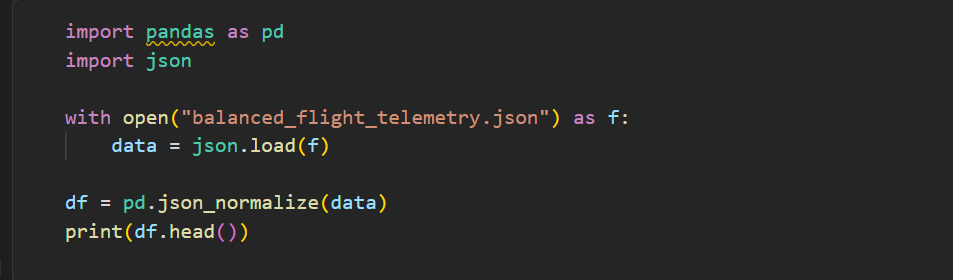 import pandas as pd
import json
with open("balanced_flight_telemetry.json") as f:
    data = json.load(f)
df = pd.json_normalize(data)
print(df.head())